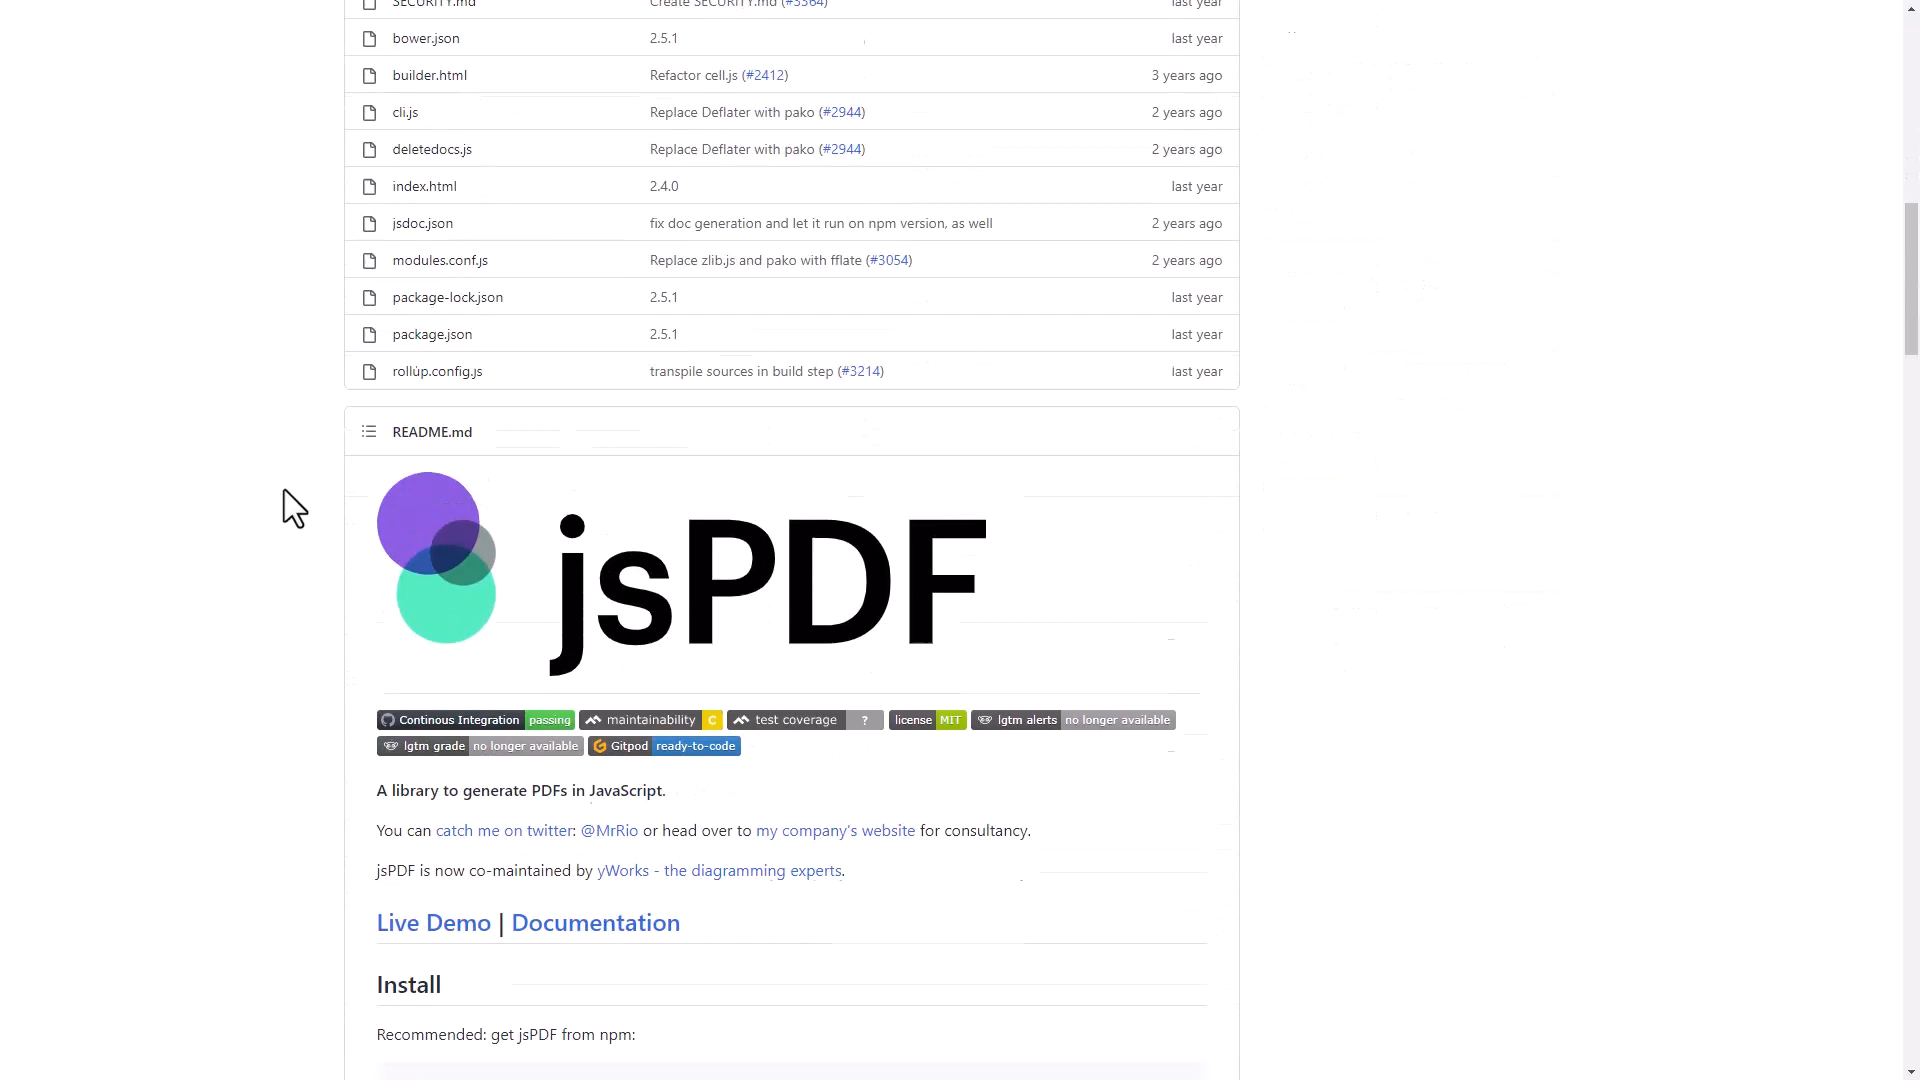 SECURITY.md Create SECURITY.md (#3364) last year
bower.json 2.5.1 last year
builder.html Refactor cell.js (#2412) 3 years ago
cli.js Replace Deflater with pako (#2944) 2 years ago
deletedocs.js Replace Deflater with pako (#2944) 2 years ago
index.html 2.4.0 last year
jsdoc.json fix doc generation and let it run on npm version, as well 2 years ago
modules.conf.js Replace zlib.js and pako with fflate (#3054) 2 years ago
package-lock.json 2.5.1 last year
package.json 2.5.1 last year
rollup.config.js transpile sources in build step (#3214) last year
README.md
jsPDF
Continous Integration passing maintainability C test coverage ? license MIT lgtm alerts no longer available
lgtm grade no longer available Gitpod ready-to-code
A library to generate PDFs in JavaScript.
You can catch me on twitter: @MrRio or head over to my company's website for consultancy.
jsPDF is now co-maintained by yWorks - the diagramming experts.
Live Demo | Documentation
Install
Recommended: get jsPDF from npm: